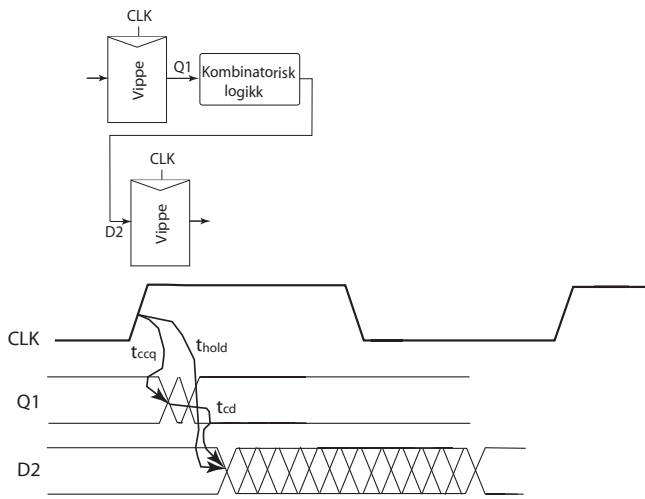 CLK
Vippe
Q1
Kombinatorisk
logikk
CLK
D2
Vippe
CLK
tccq
thold
Q1
tcd
D2